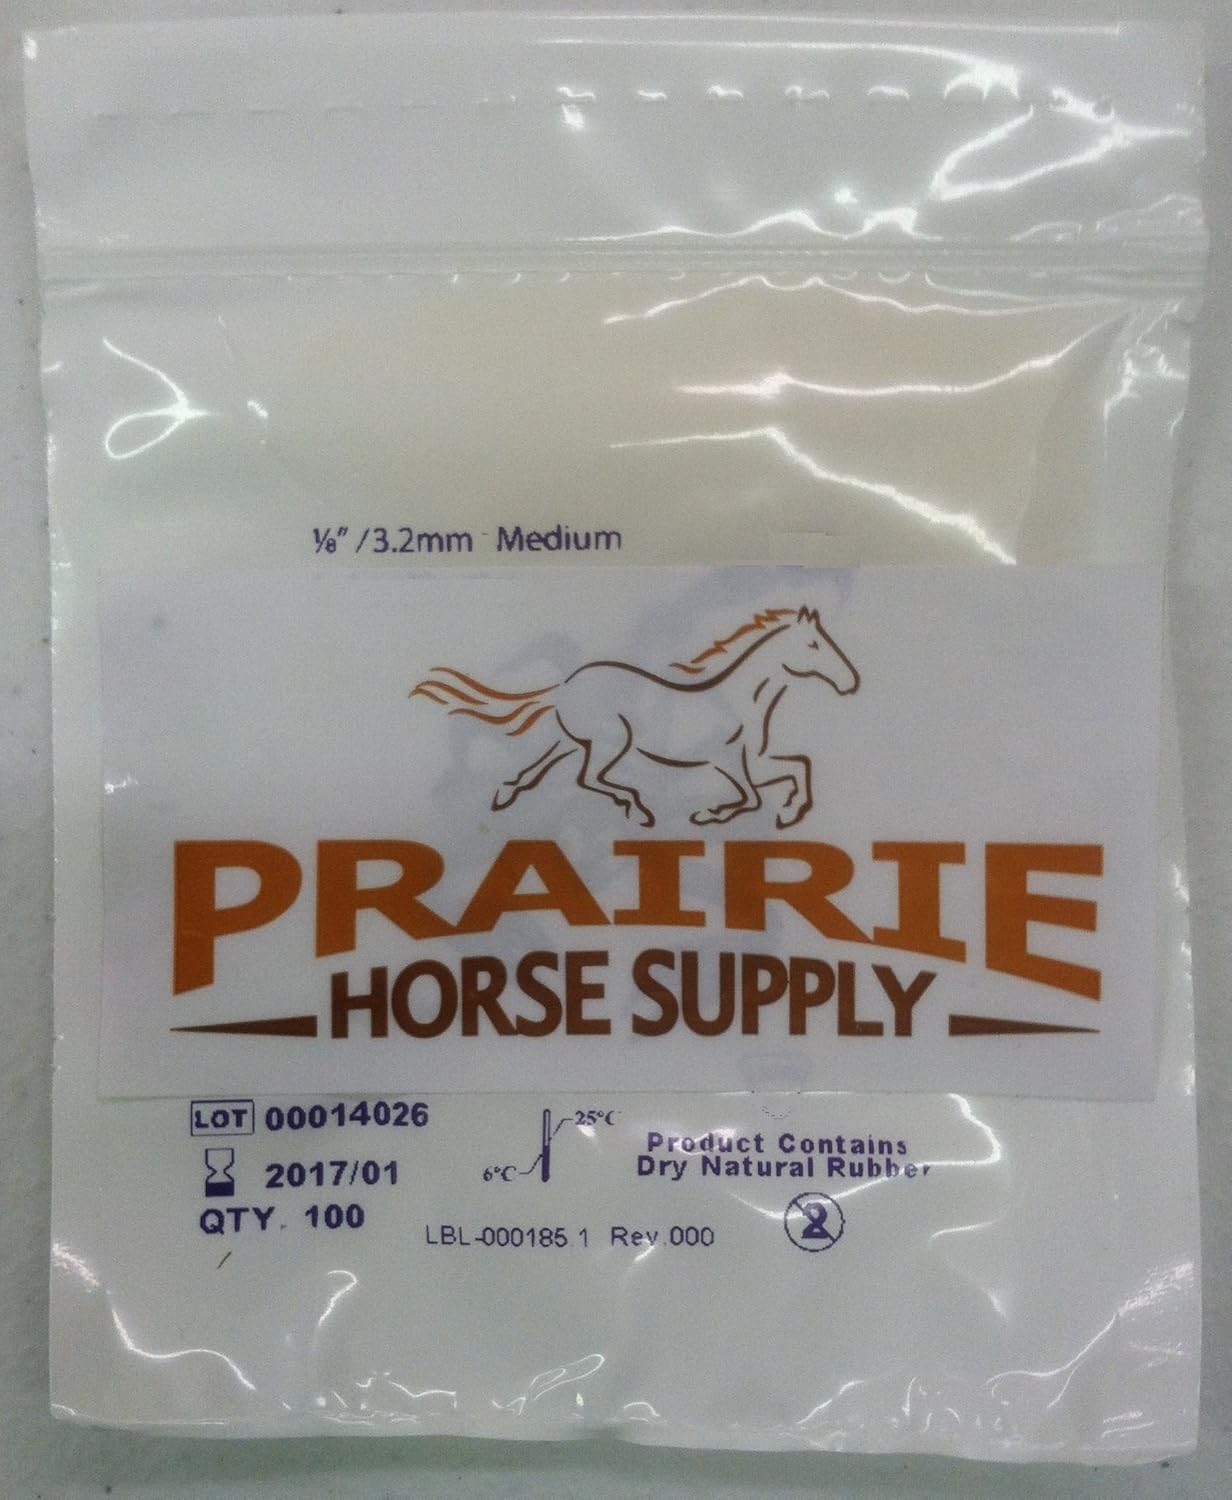 ⅛" /3.2mm Medium
PRAIRIE
HORSE SUPPLY
LOT 00014026
2017/01
QTY. 100
25°C
6°C
Product Contains
Dry Natural Rubber
2
LBL-000185.1 Rev.000